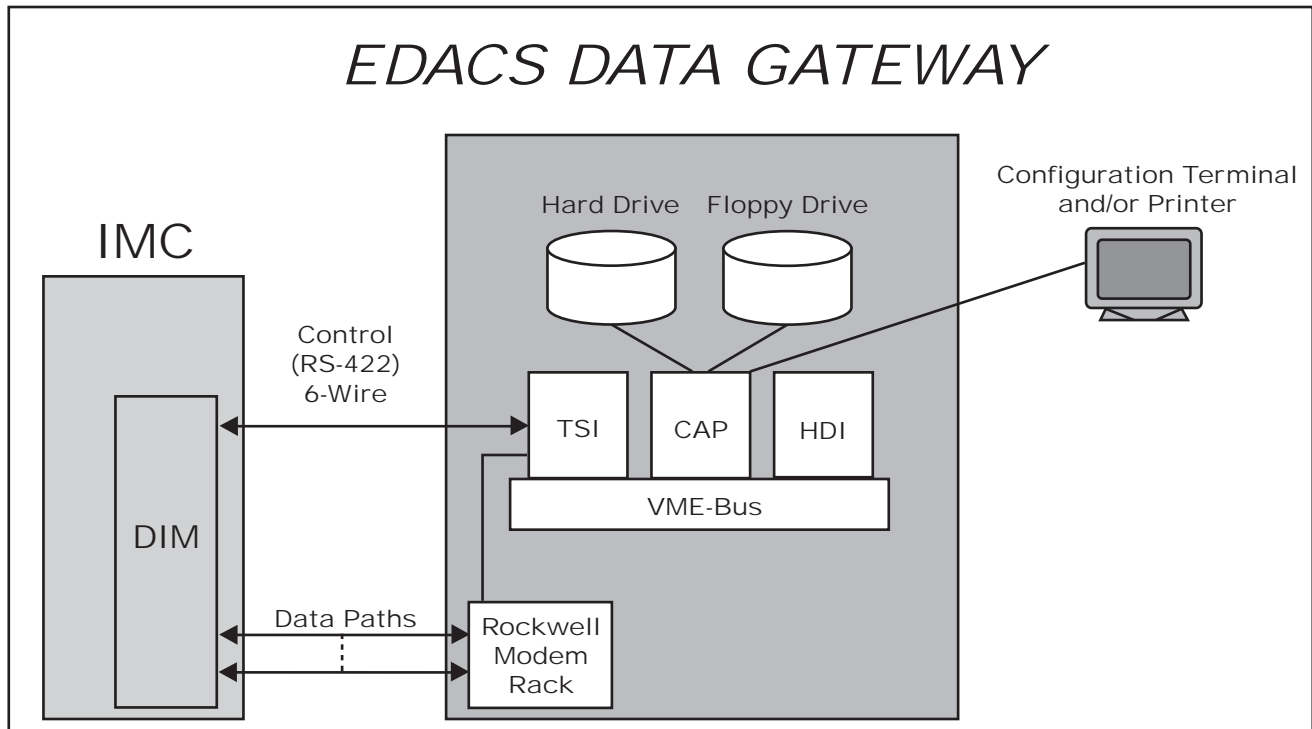 EDACS DATA GATEWAY
Configuration Terminal
and/or Printer
Hard Drive
Floppy Drive
IMC
Control
(RS-422)
6-Wire
TSI
CAP
HDI
VME-Bus
DIM
Data Paths
Rockwell
Modem
Rack